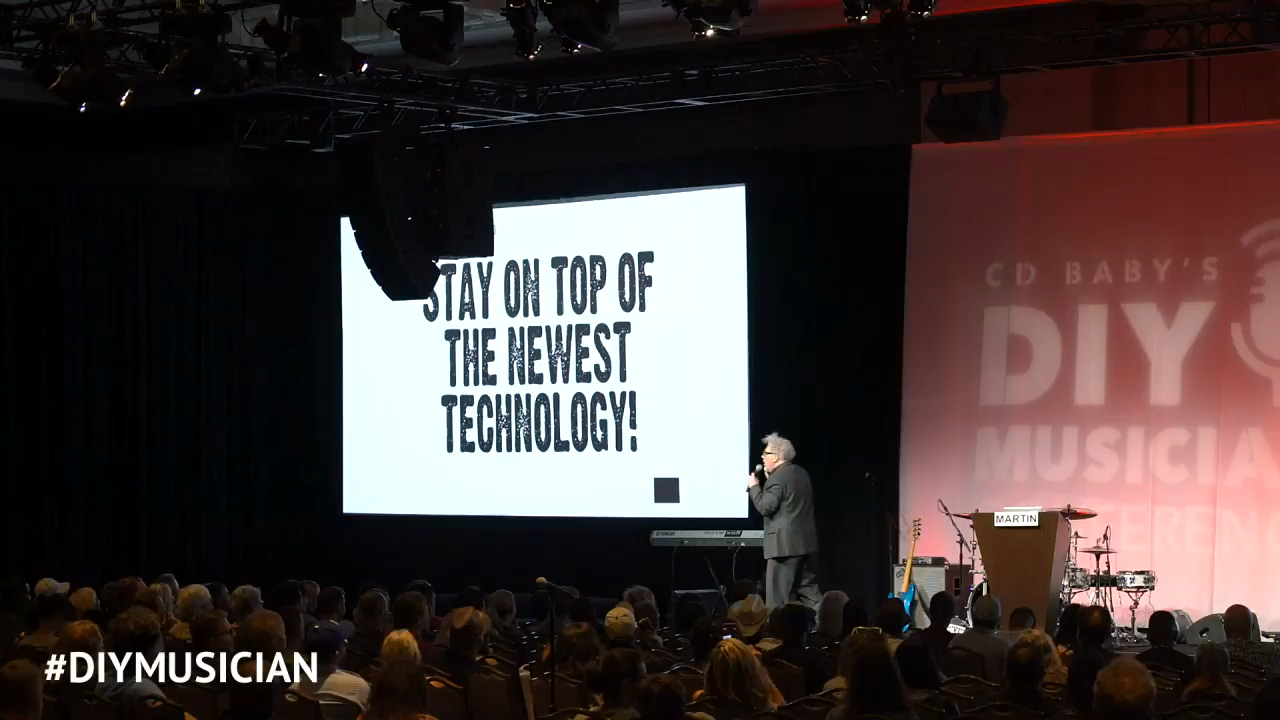 STAY ON TOP OF
THE NEWEST
TECHNOLOGY!
CD BABY'S
DIY
MUSICIA
ERENC
MARTIN
#DIYMUSICIAN